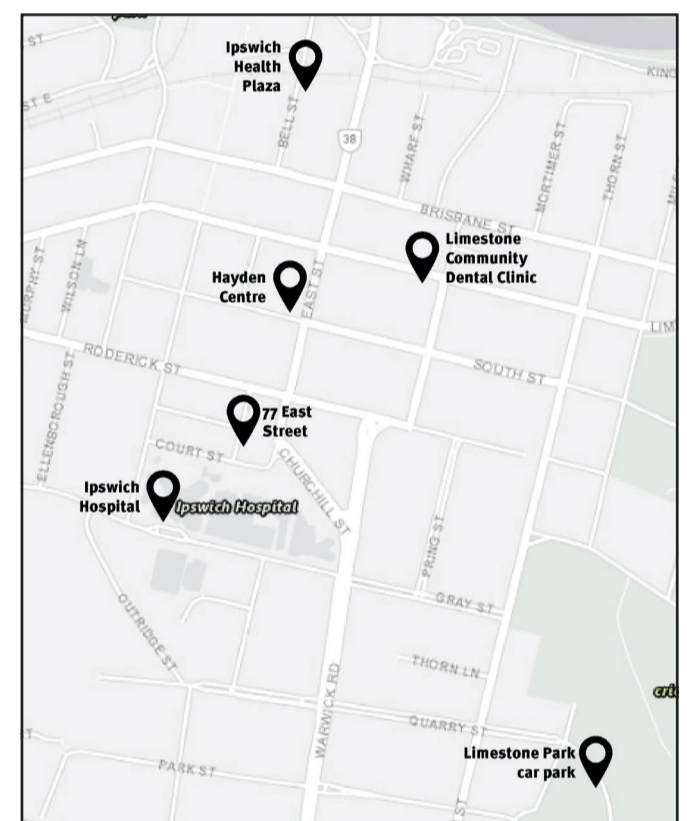 ST
Ipswich
Health
Plaza
KING
ST E
BELL ST
38
WHARF ST
MORTIMER ST
THORN ST
BRISBANE ST
Limestone
Community
Dental Clinic
Hayden
Centre
EAST ST
MURPHY ST
WILSON LN
LIM
RODERICK ST
SOUTH ST
ELLENBOROUGH ST
77 East
Street
COURT ST
CHURCHILL ST
Ipswich
Hospital
Ipswich Hospital
PRING ST
GRAY ST
OUTRIDGE ST
THORN LN
cric
WARWICK RD
QUARRY ST
Limestone Park
car park
PARK ST
ST